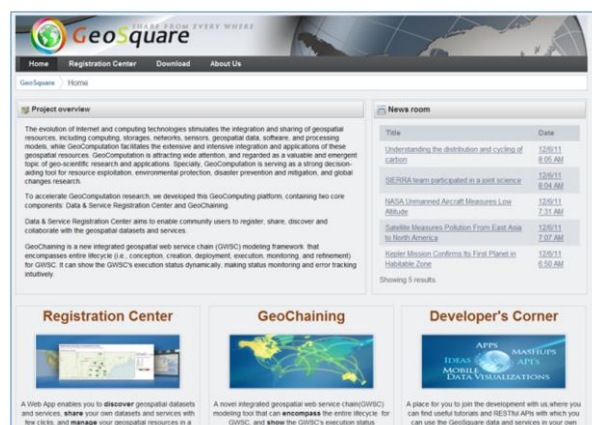 SHARE FROM EVERY WHERE
GeoSquare
Home Registration Center Download About Us
GeoSquare Home
Project overview
The evolution of Internet and computing technologies stimulates the integration and sharing of geospatial
resources, including computing, storages, networks, sensors, geospatial data, software, and processing
models, while GeoComputation facilitates the extensive and intensive integration and applications of these
geospatial resources. GeoComputation is attracting wide attention, and regarded as a valuable and emergent
topic of geo-scientific research and applications. Specially, GeoComputation is serving as a strong decision-
aiding tool for resource exploitation, environmental protection, disaster prevention and mitigation, and global
changes research.
To accelerate GeoComputation research, we developed this GeoComputing platform, containing two core
components: Data & Service Registration Center and GeoChaining.
Data & Service Registration Center aims to enable community users to register, share, discover and
collaborate with the geospatial datasets and services.
GeoChaining is a new integrated geospatial web service chain (GWSC) modeling framework that
encompasses entire lifecycle (i.e., conception, creation, deployment, execution, monitoring, and refinement)
for GWSC. It can show the GWSC's execution status dynamically, making status monitoring and error tracking
intuitively.
News room
Title Date
Understanding the distribution and cycling of
carbon
12/6/11
8:05 AM
SIERRA team participated in a joint science
12/6/11
8:04 AM
NASA Unmanned Aircraft Measures Low
Altitude
12/6/11
7:31 AM
Satellite Measures Pollution From East Asia
to North America
12/6/11
7:07 AM
Kepler Mission Confirms Its First Planet in
Habitable Zone
12/6/11
6:50 AM
Showing 5 results.
Registration Center
A Web App enables you to discover geospatial datasets
and services, share your own datasets and services with
few clicks, and manage your geospatial resources in a
GeoChaining
A novel integrated geospatial web service chain(GWSC)
modeling tool that can encompass the entire lifecycle for
GWSC, and show the GWSC's execution status
Developer's Corner
APPS
IDEAS
MASHUPS
API'S
MOBILE
DATA VISUALIZATIONS
A place for you to join the development with us,where you
can find useful tutorials and RESTful APIs with which you
can use the GeoSquare data and services in your own